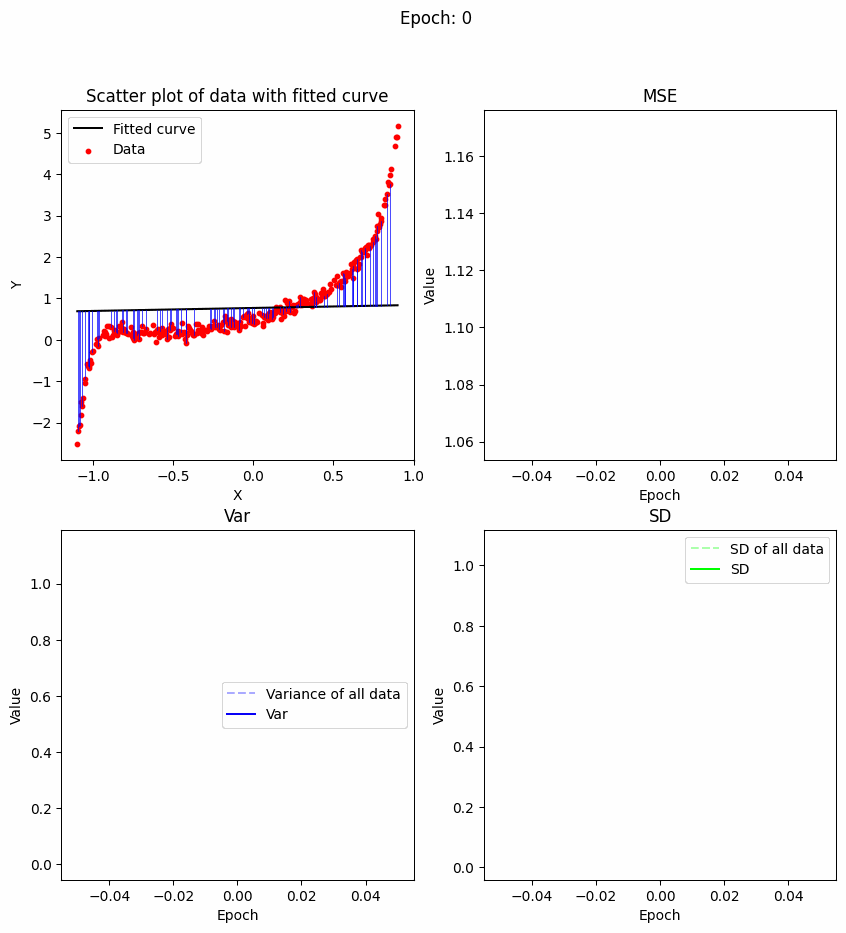 Epoch: 0
Scatter plot of data with fitted curve
Fitted curve
Data
5
4
3
2
1
0
−1
−2
Y
−1.0 −0.5 0.0 0.5 1.0
X
MSE
1.16
1.14
1.12
1.10
1.08
1.06
Value
−0.04 −0.02 0.00 0.02 0.04
Epoch
Var
Variance of all data
Var
1.0
0.8
0.6
0.4
0.2
0.0
Value
−0.04 −0.02 0.00 0.02 0.04
Epoch
SD
SD of all data
SD
1.0
0.8
0.6
0.4
0.2
0.0
Value
−0.04 −0.02 0.00 0.02 0.04
Epoch